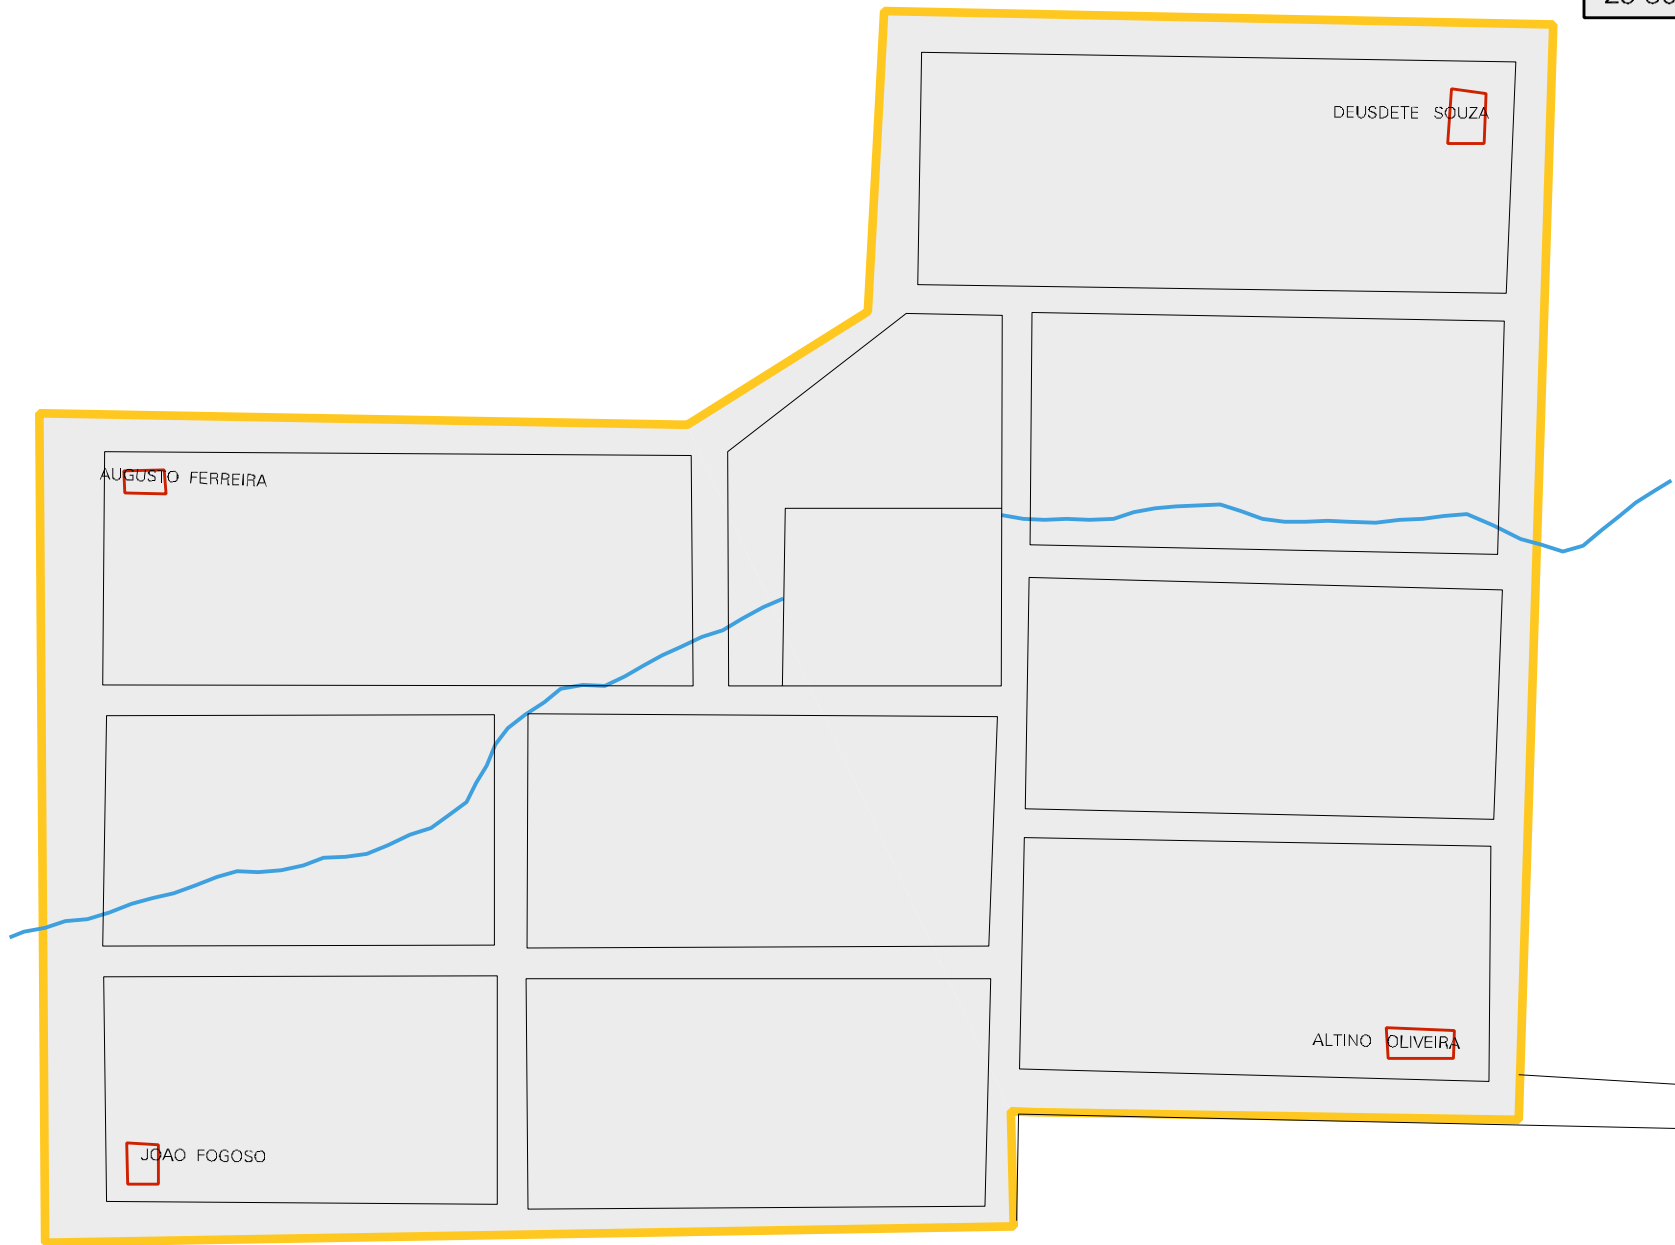 DEUSDETE SOUZA
AUGUSTO FERREIRA
ALTINO OLIVEIRA
JOAO FOGOSO